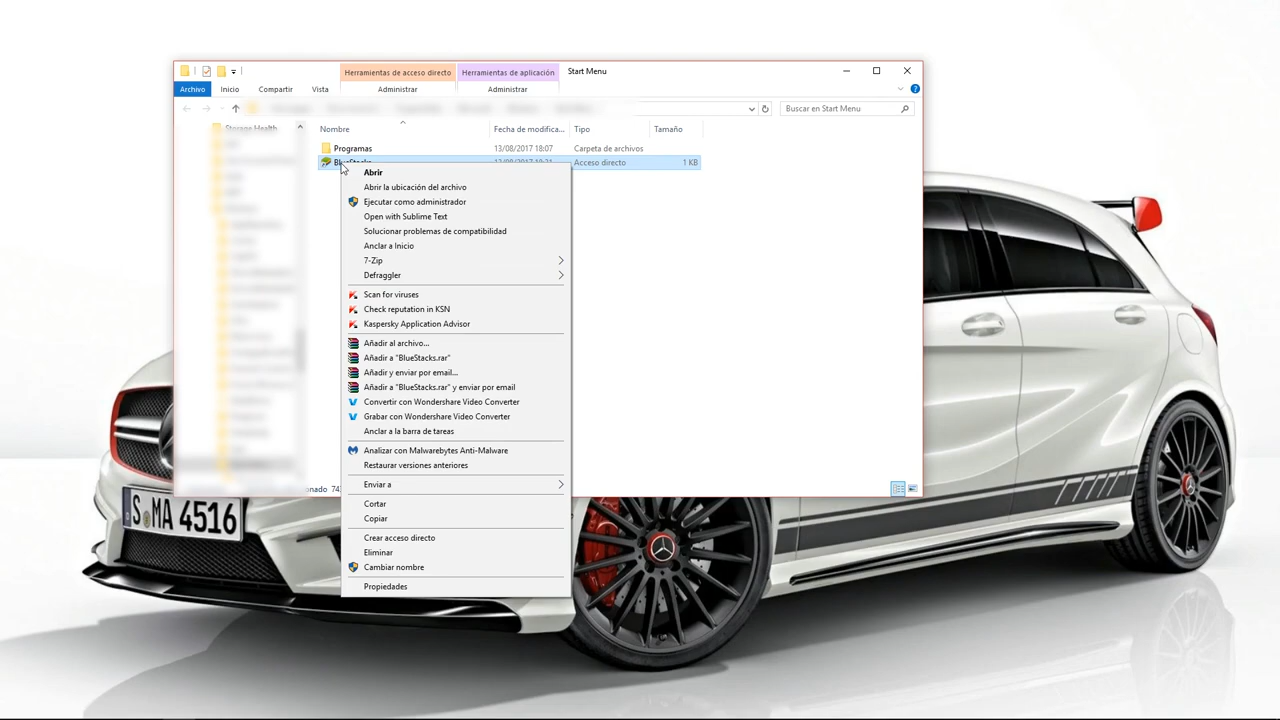 Herramientas de acceso directo
Herramientas de aplicación
Start Menu
Archivo
Inicio
Compartir
Vista
Administrar
Administrar
Buscar en Start Menu
Storage Health
Nombre
Fecha de modifica...
Tipo
Tamaño
Programas
13/08/2017 18:07
Carpeta de archivos
BlueStacks
Acceso directo
1 KB
Abrir
Abrir la ubicación del archivo
Ejecutar como administrador
Open with Sublime Text
Solucionar problemas de compatibilidad
Anclar a Inicio
7-Zip
Defraggler
Scan for viruses
Check reputation in KSN
Kaspersky Application Advisor
Añadir al archivo...
Añadir a "BlueStacks.rar"
Añadir y enviar por email...
Añadir a "BlueStacks.rar" y enviar por email
Convertir con Wondershare Video Converter
Grabar con Wondershare Video Converter
Anclar a la barra de tareas
Analizar con Malwarebytes Anti-Malware
Restaurar versiones anteriores
Enviar a
Cortar
Copiar
Crear acceso directo
Eliminar
Cambiar nombre
Propiedades
S MA 4516